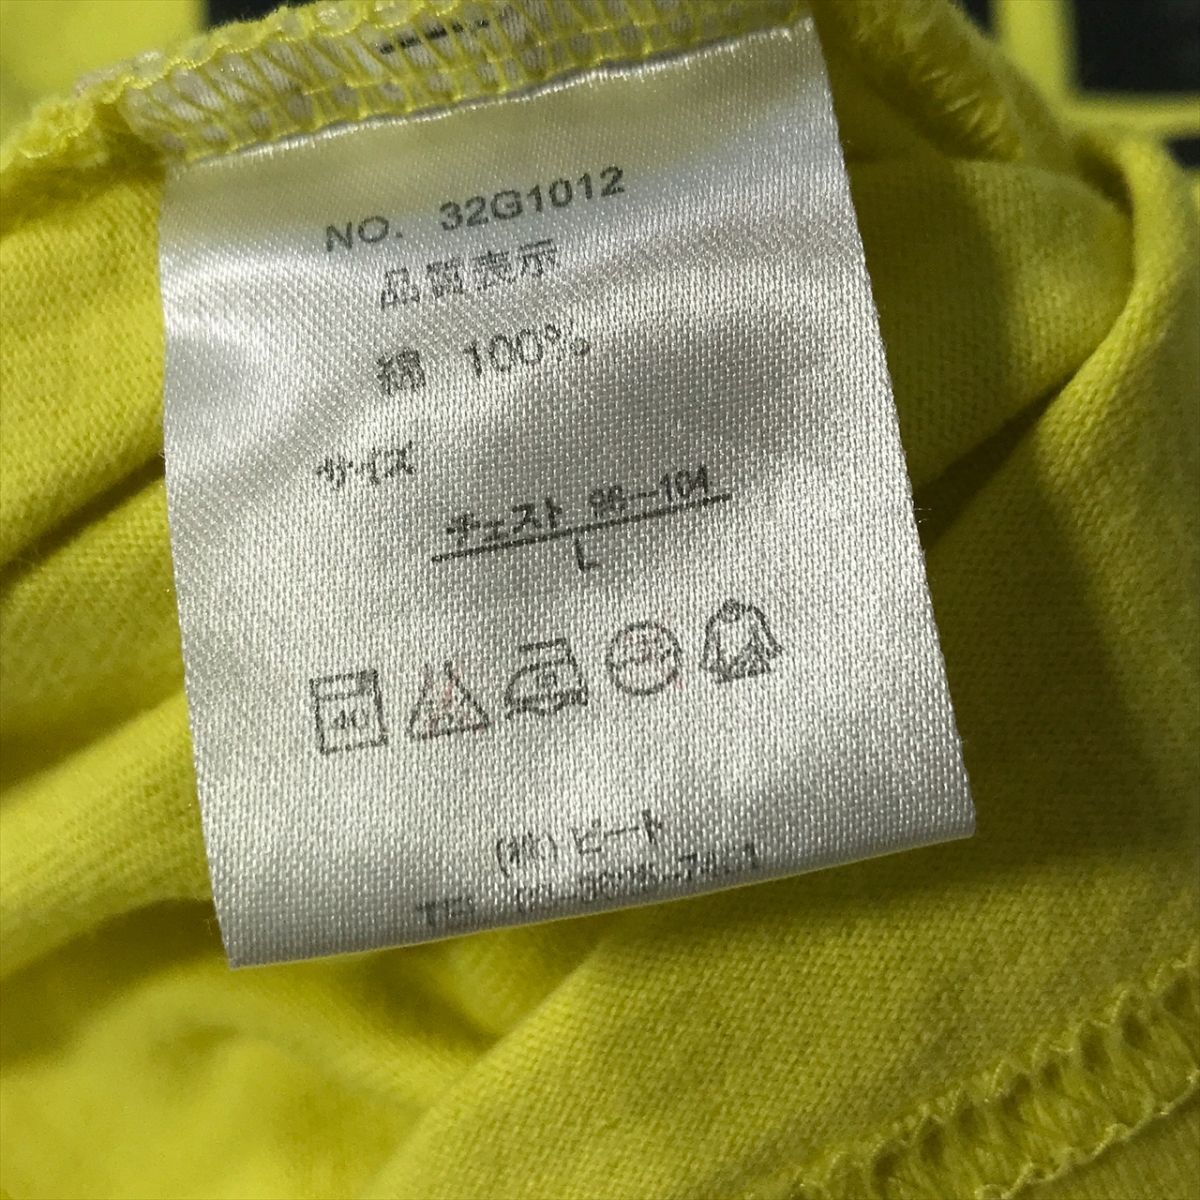 NO. 32G1012
品質表示
綿 100%
サイズ
チェスト 96-104
L
40
(株)ビート
TEL